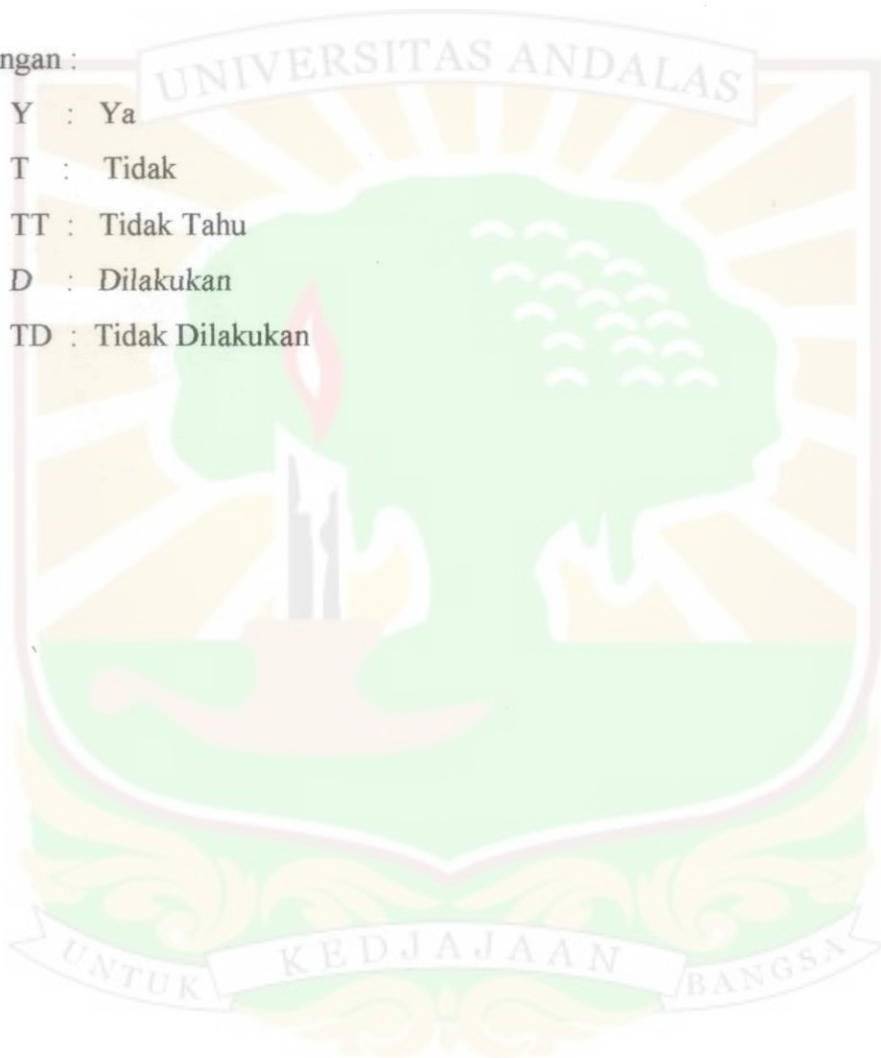 ngan :
UNIVERSITAS ANDALAS
Y : Ya
T : Tidak
TT : Tidak Tahu
D : Dilakukan
TD : Tidak Dilakukan
UNTUK KEDJAJAAN BANGSA